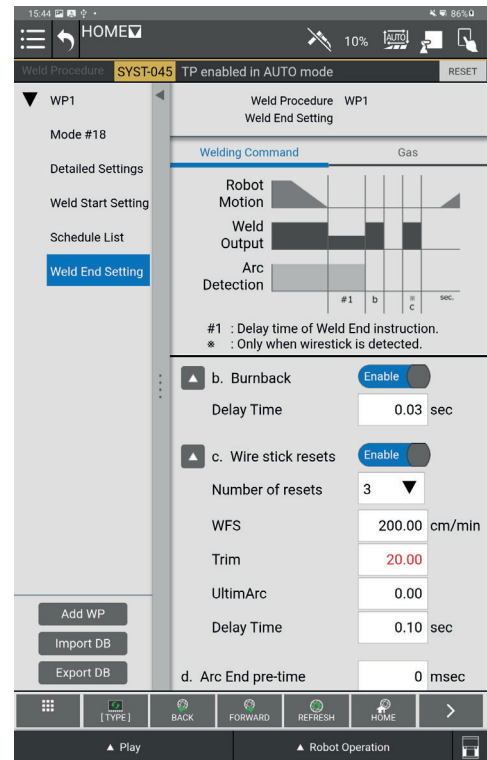 15:44 86%
HOME
10% AUTO
Weld Procedure SYST-045 TP enabled in AUTO mode RESET
WP1
Mode #18
Detailed Settings
Weld Start Setting
Schedule List
Weld End Setting
Add WP
Import DB
Export DB
Weld Procedure WP1
Weld End Setting
Welding Command Gas
Robot
Motion
Weld
Output
Arc
Detection
#1 b ※ c sec.
#1 : Delay time of Weld End instruction.
※ : Only when wirestick is detected.
b. Burnback Enable
Delay Time 0.03 sec
c. Wire stick resets Enable
Number of resets 3
WFS 200.00 cm/min
Trim 20.00
UltimArc 0.00
Delay Time 0.10 sec
d. Arc End pre-time 0 msec
[TYPE] BACK FORWARD REFRESH HOME
Play Robot Operation